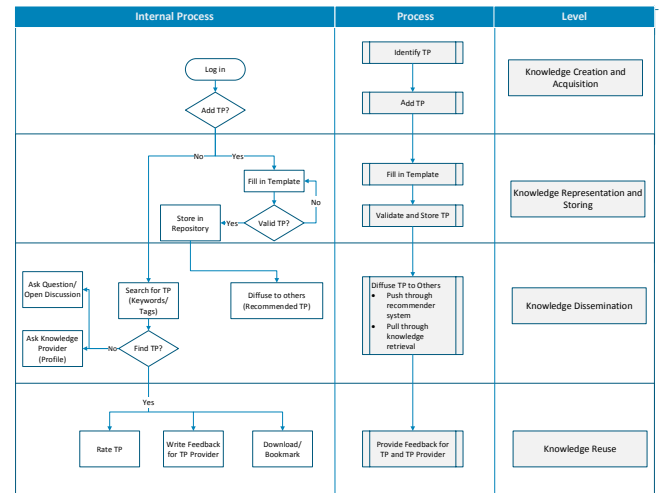 Internal Process
Process
Level
Log in
Add TP?
Identify TP
Add TP
Knowledge Creation and
Acquisition
No
Yes
Fill in Template
No
Store in
Repository
Yes
Valid TP?
Fill in Template
Validate and Store TP
Knowledge Representation and
Storing
Ask Question/
Open Discussion
Search for TP
(Keywords/
Tags)
Diffuse to others
(Recommended TP)
Ask Knowledge
Provider
(Profile)
No
Find TP?
Diffuse TP to Others
• Push through
recommender
system
• Pull through
knowledge
retrieval
Knowledge Dissemination
Yes
Rate TP
Write Feedback
for TP Provider
Download/
Bookmark
Provide Feedback for
TP and TP Provider
Knowledge Reuse